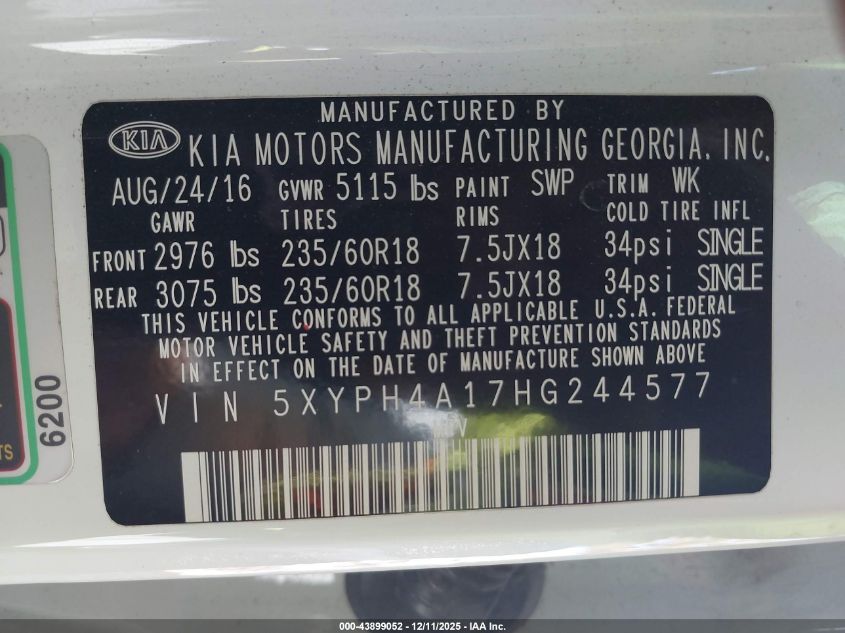 MANUFACTURED BY
KIA KIA MOTORS MANUFACTURING GEORGIA, INC.
AUG/24/16 GVWR 5115 lbs PAINT SWP TRIM WK
GAWR TIRES RIMS COLD TIRE INFL
FRONT 2976 lbs 235/60R18 7.5JX18 34psi SINGLE
REAR 3075 lbs 235/60R18 7.5JX18 34psi SINGLE
THIS VEHICLE CONFORMS TO ALL APPLICABLE U.S.A. FEDERAL
MOTOR VEHICLE SAFETY AND THEFT PREVENTION STANDARDS
IN EFFECT ON THE DATE OF MANUFACTURE SHOWN ABOVE
VIN 5XYPH4A17HG244577
MPV
6200
TS
000-43899052 - 12/11/2025 - IAA Inc.